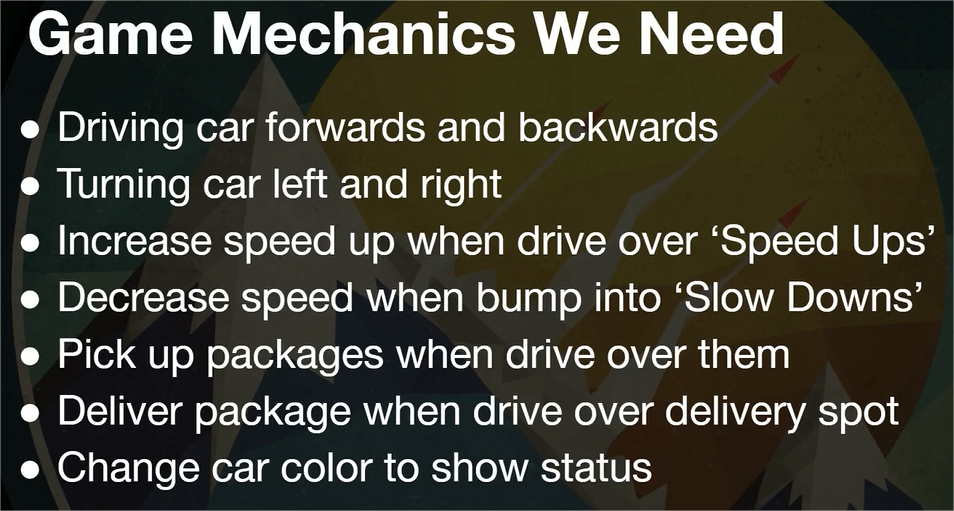 Game Mechanics We Need
● Driving car forwards and backwards
● Turning car left and right
● Increase speed up when drive over ‘Speed Ups’
● Decrease speed when bump into ‘Slow Downs’
● Pick up packages when drive over them
● Deliver package when drive over delivery spot
● Change car color to show status